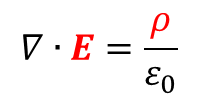 ∇ · E = ρ/ε₀